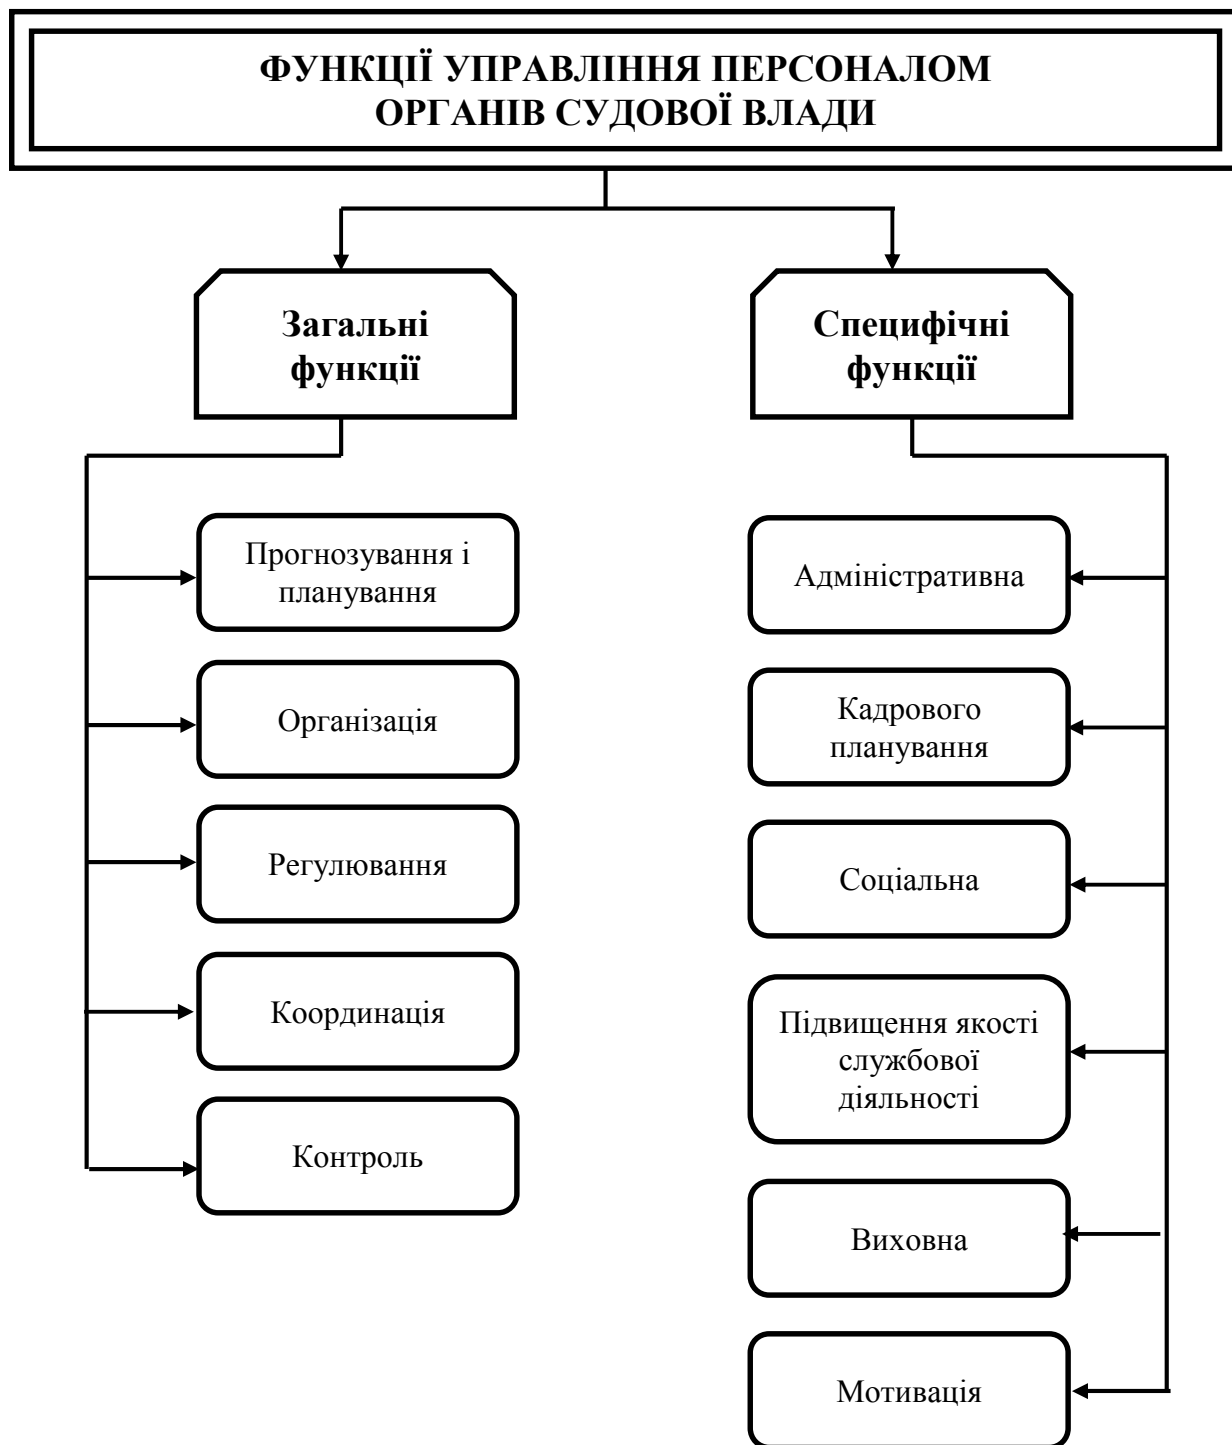 ФУНКЦІЇ УПРАВЛІННЯ ПЕРСОНАЛОМ
ОРГАНІВ СУДОВОЇ ВЛАДИ
Загальні
функції
Специфічні
функції
Прогнозування і
планування
Організація
Регулювання
Координація
Контроль
Адміністративна
Кадрового
планування
Соціальна
Підвищення якості
службової
діяльності
Виховна
Мотивація